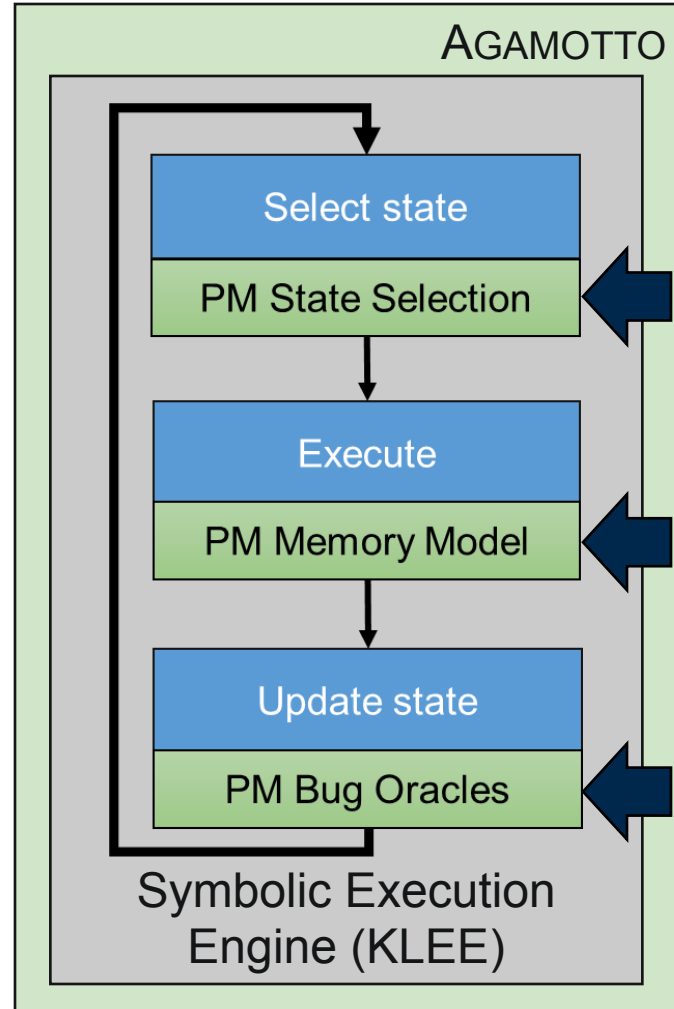 AGAMOTTO
Select state
PM State Selection
Execute
PM Memory Model
Update state
PM Bug Oracles
Symbolic Execution
Engine (KLEE)